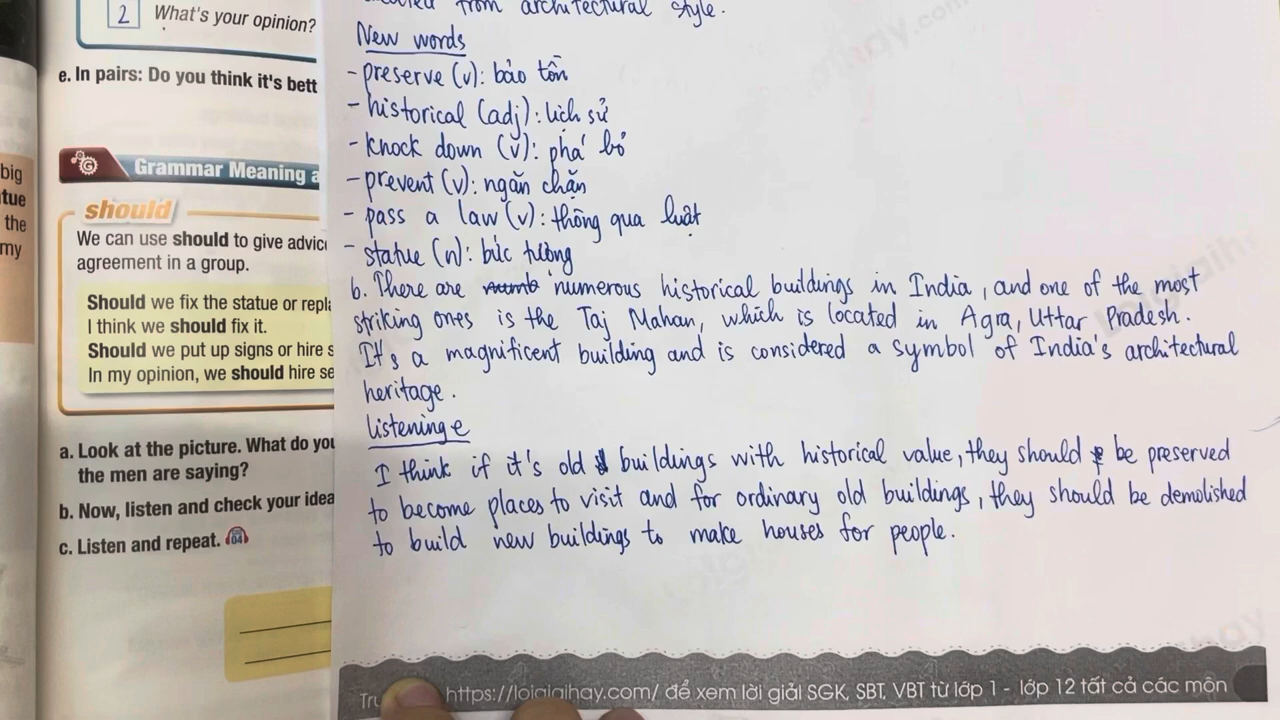 2 What's your opinion?
e. In pairs: Do you think it's bett
big
tue
the
my
Grammar Meaning a
should
We can use should to give advic
agreement in a group.
Should we fix the statue or repla
I think we should fix it.
Should we put up signs or hire s
In my opinion, we should hire se
a. Look at the picture. What do you
the men are saying?
b. Now, listen and check your idea
c. Listen and repeat. 04
from architectural style.
New words
- preserve (v): bảo tồn
- historical (adj): lịch sử
- knock down (v): phá bỏ
- prevent (v): ngăn chặn
- pass a law (v): thông qua luật
- statue (n): bức tượng
b. There are numb numerous historical buildings in India, and one of the most
striking ones is the Taj Mahan, which is located in Agra, Uttar Pradesh.
It's a magnificent building and is considered a symbol of India's architectural
heritage.
Listening e
I think if it's old buildings with historical value, they should be preserved
to become places to visit and for ordinary old buildings, they should be demolished
to build new buildings to make houses for people.
https://loigiaihay.com/ để xem lời giải SGK, SBT, VBT từ lớp 1 - lớp 12 tất cả các môn